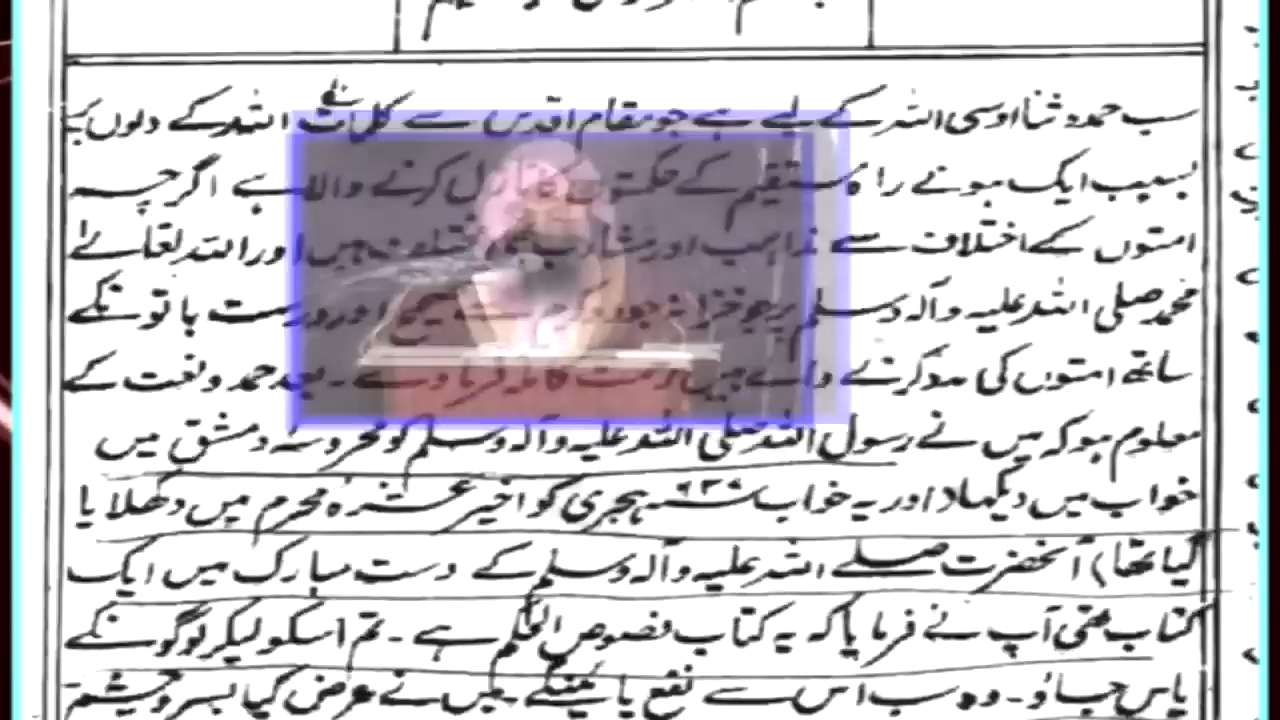 سب حمد و ثنا اوسی اللہ کے لیے ہے جو مقام اقدس سے کلمات اللہ کے دلوں پر
بسبب ایک ہونے راہ مستقیم کے حکمتوں کا نازل کرنے والا ہے اگرچہ
امتوں کے اختلاف سے مذاہب اور مشارب مختلف ہیں اور اللہ تعالےٰ
محمد صلی اللہ علیہ وآلہ وسلم پر جو خزانہ جود و کرم سے صحیح اور درست باتونکے
ساتھ امتوں کی مدد کرنے والے ہیں رحمت کاملہ فرماوے ۔ بعد حمد و نعت کے
معلوم ہو کہ میں نے رسول اللہ صلی اللہ علیہ وآلہ وسلم کو محروسۂ دمشق میں
خواب میں دیکھا (اور یہ خواب ہجری کو اخیر عشرہ محرم میں دکھلایا
گیا تھا) آنحضرت صلے اللہ علیہ وآلہ وسلم کے دست مبارک میں ایک
کتاب تھی آپ نے فرمایا کہ یہ کتاب فصوص الحکم ہے ۔ تم اسکو لیکر لوگونکے
پاس جاؤ ۔ وہ سب اس سے نفع پائینگے ۔ میں نے عرض کیا بسر و چشم